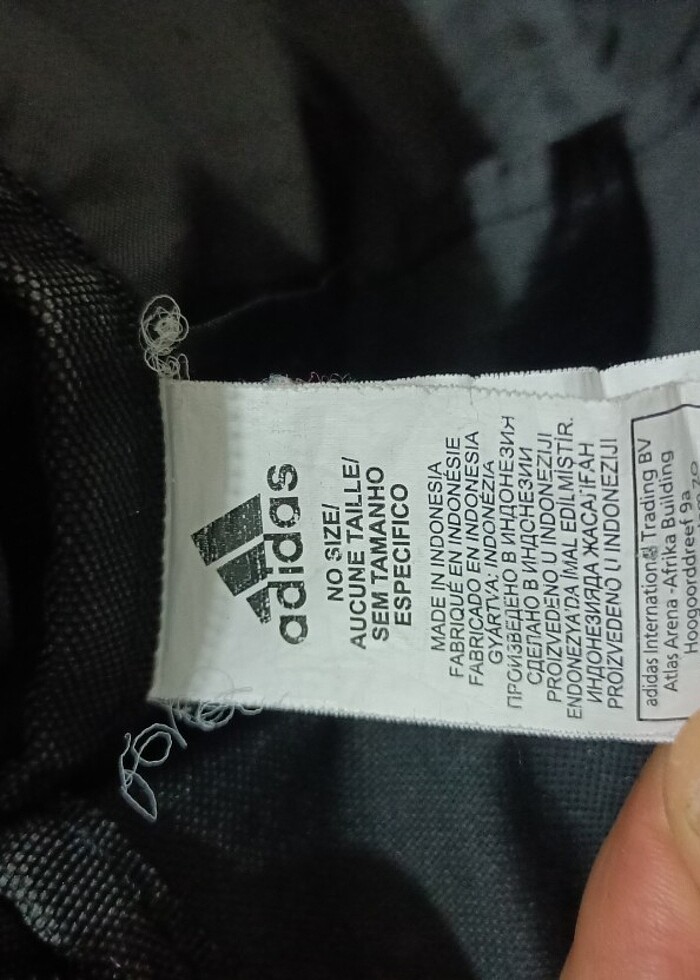 adidas
NO SIZE/
AUCUNE TAILLE/
SEM TAMANHO
ESPECIFICO
MADE IN INDONESIA
FABRIQUÉ EN INDONÉSIE
FABRICADO EN INDONESIA
GYÁRTVA: INDONÉZIA
ПРОИЗВЕДЕНО В ИНДОНЕЗИЯ
СДЕЛАНО В ИНДОНЕЗИИ
PROIZVEDENO U INDONEZIJI
ENDONEZYA'DA İMAL EDİLMİŞTİR.
ИНДОНЕЗИЯДА ЖАСАЛҒАН
PROIZVEDENO U INDONEZIJI
adidas International Trading BV
Atlas Arena -Afrika Building
Hoogoorddreef 9a